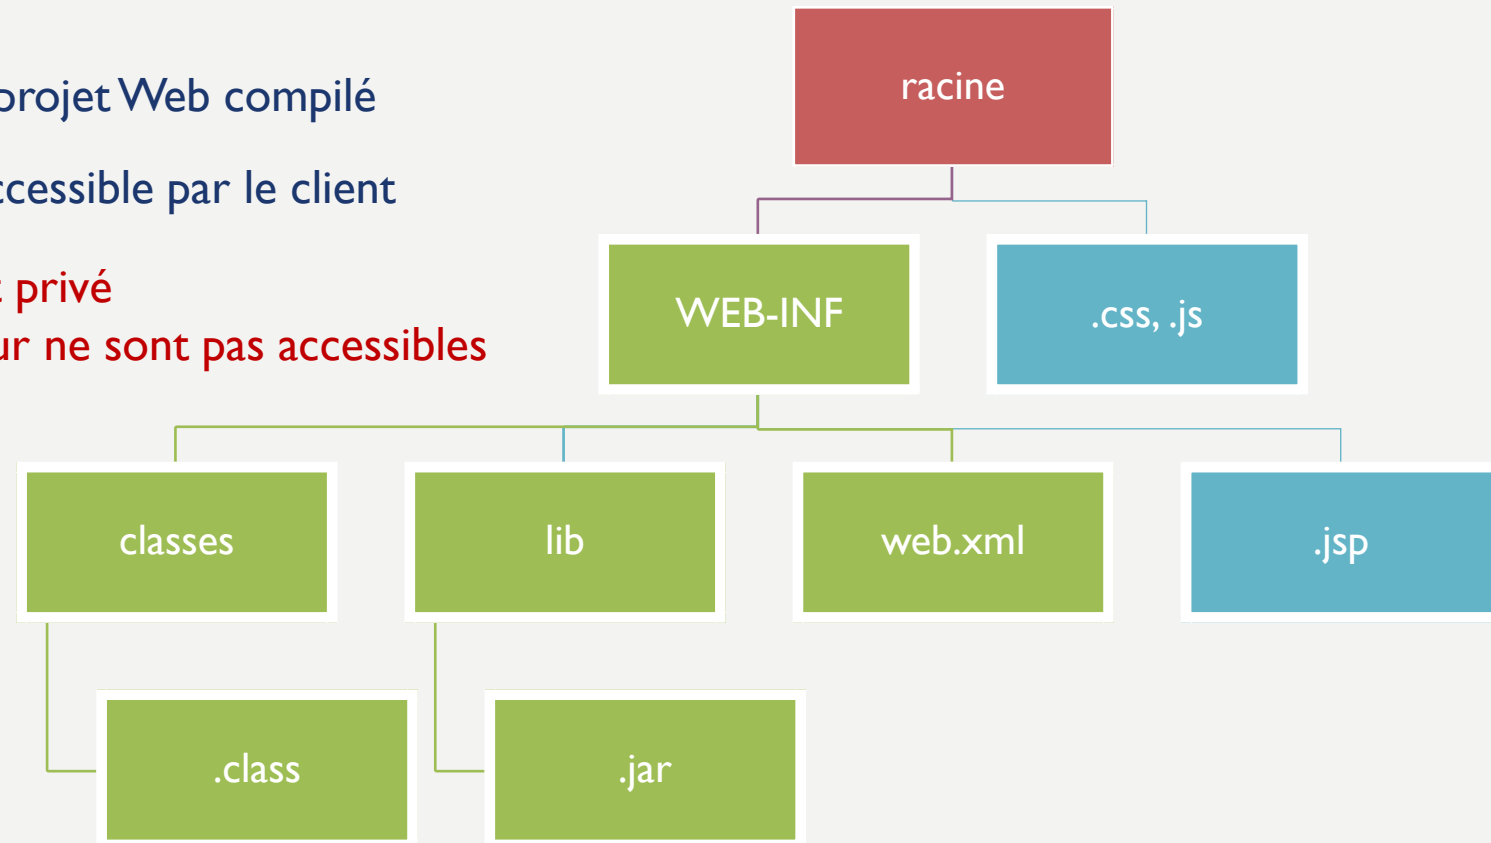 projet Web compilé
accessible par le client
privé
ur ne sont pas accessibles
racine
WEB-INF
.css, .js
classes
lib
web.xml
.jsp
.class
.jar